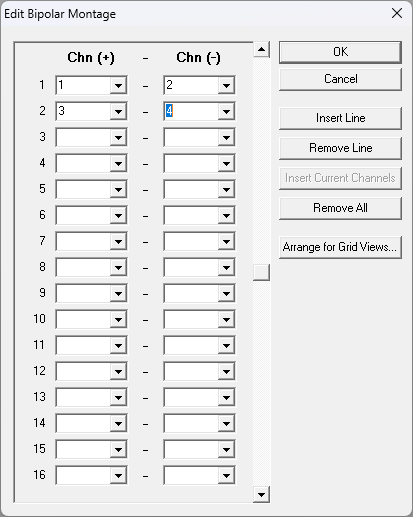 Edit Bipolar Montage
Chn (+) - Chn (-)
OK
Cancel
1 1 - 2
2 3 - 4
Insert Line
3 -
Remove Line
4 -
Insert Current Channels
5 -
Remove All
6 -
7 -
Arrange for Grid Views...
8 -
9 -
10 -
11 -
12 -
13 -
14 -
15 -
16 -